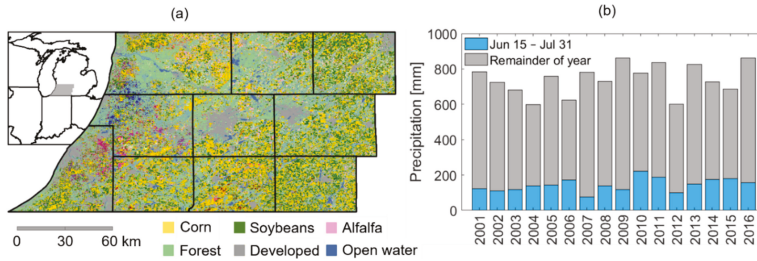 (a)
(b)
Jun 15 – Jul 31
Remainder of year
Precipitation [mm]
1000
800
600
400
200
0
2001
2002
2003
2004
2005
2006
2007
2008
2009
2010
2011
2012
2013
2014
2015
2016
Corn
Soybeans
Alfalfa
Forest
Developed
Open water
0
30
60 km